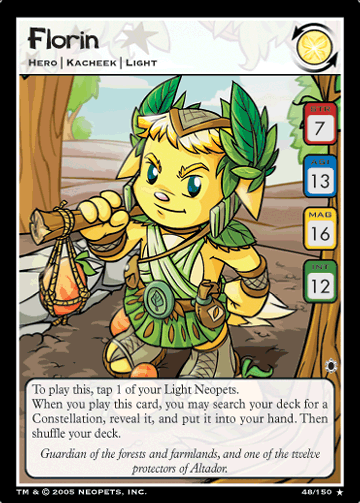 Florin
HERO | KACHEEK | LIGHT
STR
7
AGI
13
MAG
16
INT
12
To play this, tap 1 of your Light Neopets.
When you play this card, you may search your deck for a
Constellation, reveal it, and put it into your hand. Then
shuffle your deck.
Guardian of the forests and farmlands, and one of the twelve
protectors of Altador.
TM & © 2005 NEOPETS, INC.
48/150 ★